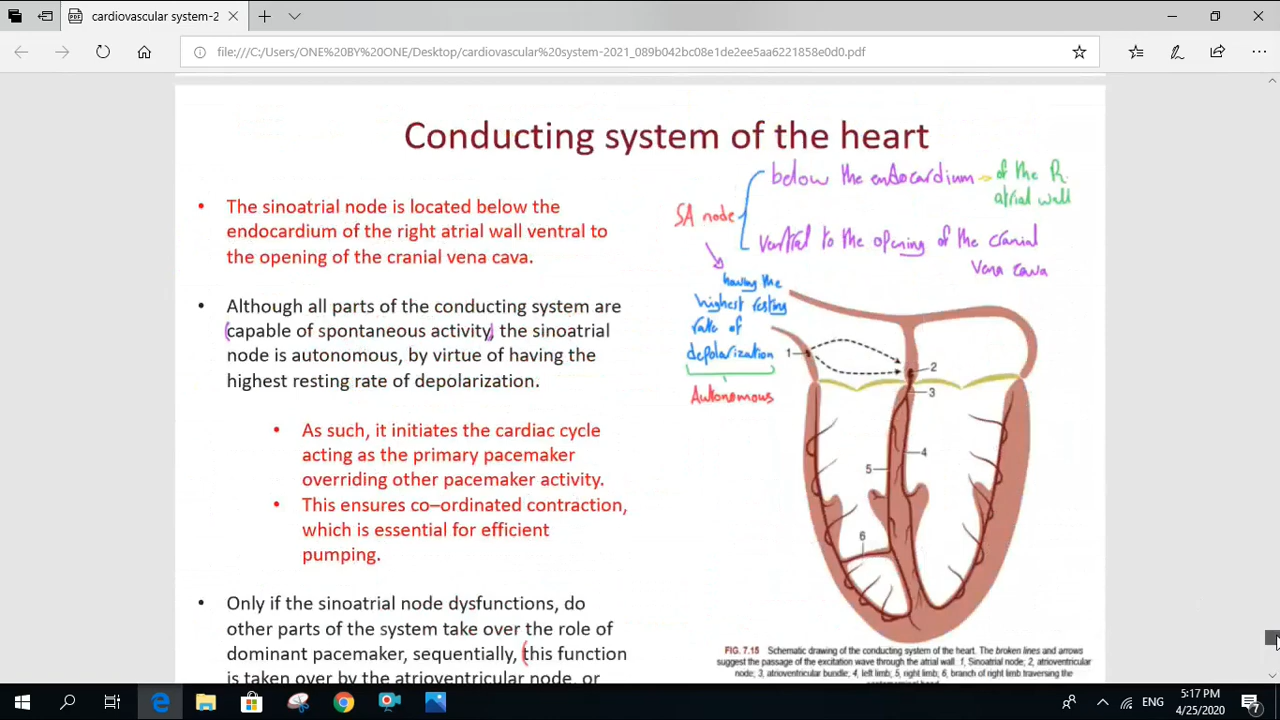 cardiovascular system-2
file:///C:/Users/ONE%20BY%20ONE/Desktop/cardiovascular%20system-2021_089b042bc08e1de2ee5aa6221858e0d0.pdf
Conducting system of the heart
• The sinoatrial node is located below the
endocardium of the right atrial wall ventral to
the opening of the cranial vena cava.
• Although all parts of the conducting system are
(capable of spontaneous activity) the sinoatrial
node is autonomous, by virtue of having the
highest resting rate of depolarization.
• As such, it initiates the cardiac cycle
acting as the primary pacemaker
overriding other pacemaker activity.
• This ensures co–ordinated contraction,
which is essential for efficient
pumping.
• Only if the sinoatrial node dysfunctions, do
other parts of the system take over the role of
dominant pacemaker, sequentially, (this function
is taken over by the atrioventricular node, or
SA node
below the endocardium → of the R.
atrial wall
ventral to the opening of the cranial
vena cava
having the
highest resting
rate of
depolarization
Autonomous
1
2
3
4
5
6
FIG. 7.15 Schematic drawing of the conducting system of the heart. The broken lines and arrows
suggest the passage of the excitation wave through the atrial wall. 1, Sinoatrial node; 2, atrioventricular
node; 3, atrioventricular bundle; 4, left limb; 5, right limb; 6, branch of right limb traversing the
ENG
5:17 PM
4/25/2020
7